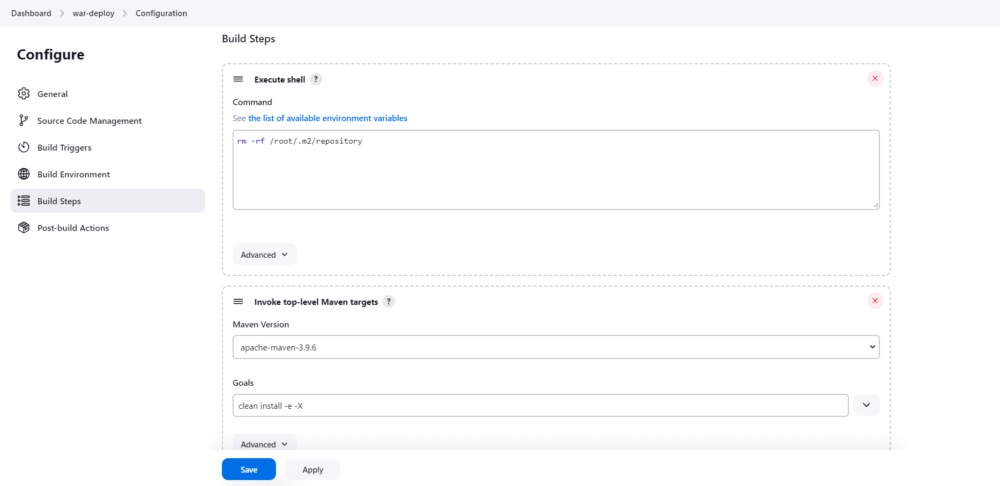 Dashboard > war-deploy > Configuration
Configure
General
Source Code Management
Build Triggers
Build Environment
Build Steps
Post-build Actions
Build Steps
Execute shell ?
Command
See the list of available environment variables
rm -rf /root/.m2/repository
Advanced
Invoke top-level Maven targets ?
Maven Version
apache-maven-3.9.6
Goals
clean install -e -X
Advanced
Save Apply